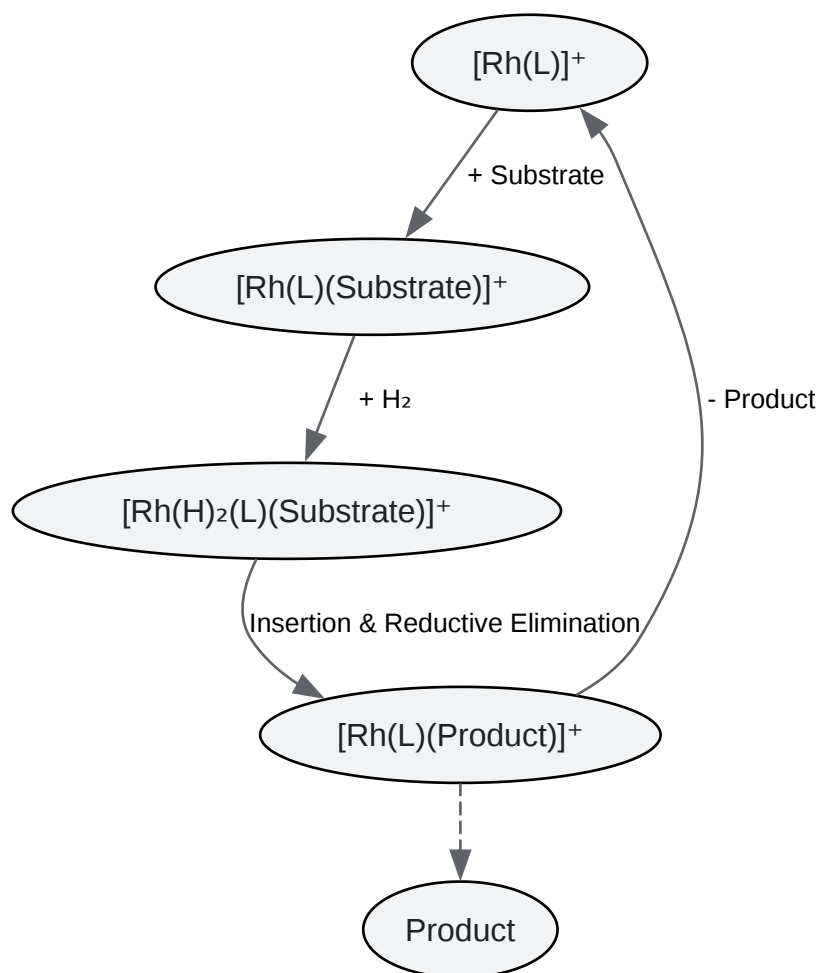 [Rh(L)]⁺
+ Substrate
[Rh(L)(Substrate)]⁺
+ H₂
- Product
[Rh(H)₂(L)(Substrate)]⁺
Insertion & Reductive Elimination
[Rh(L)(Product)]⁺
Product